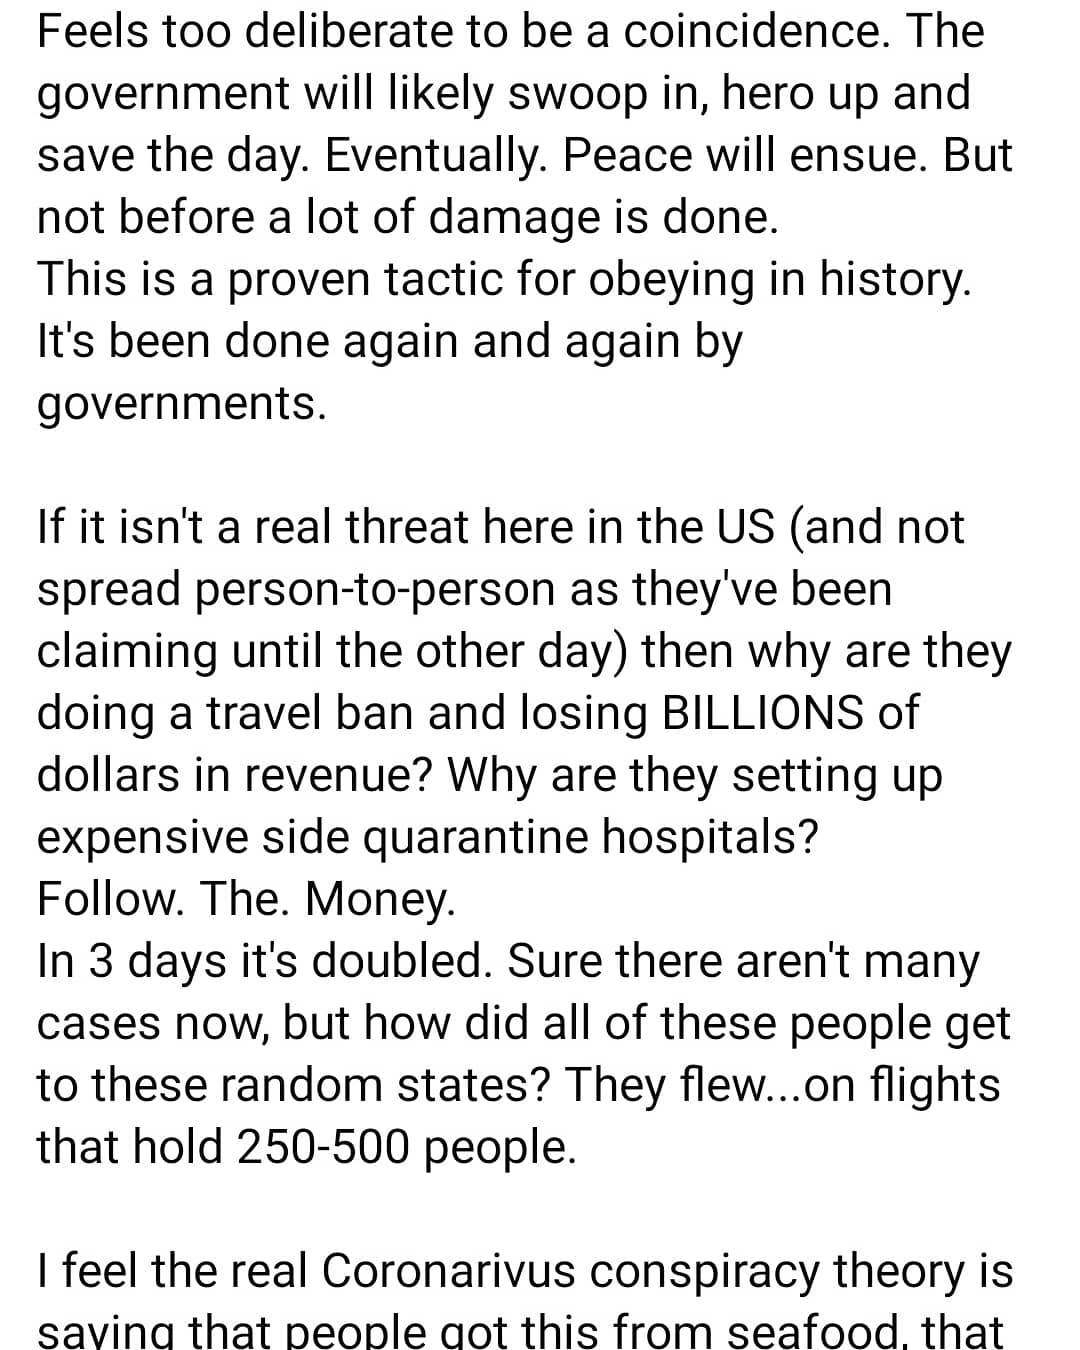 Feels too deliberate to be a coincidence. The
government will likely swoop in, hero up and
save the day. Eventually. Peace will ensue. But
not before a lot of damage is done.
This is a proven tactic for obeying in history.
It's been done again and again by
governments.
If it isn't a real threat here in the US (and not
spread person-to-person as they've been
claiming until the other day) then why are they
doing a travel ban and losing BILLIONS of
dollars in revenue? Why are they setting up
expensive side quarantine hospitals?
Follow. The. Money.
In 3 days it's doubled. Sure there aren't many
cases now, but how did all of these people get
to these random states? They flew...on flights
that hold 250-500 people.
I feel the real Coronarivus conspiracy theory is
saying that people got this from seafood, that